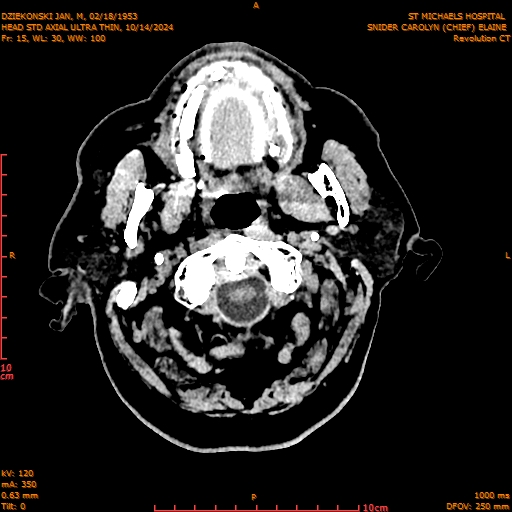 DZIEKONSKI JAN, M, 02/18/1953
HEAD STD AXIAL ULTRA THIN, 10/14/2024
Fr: 15, WL: 30, WW: 100
A
ST MICHAELS HOSPITAL
SNIDER CAROLYN (CHIEF) ELAINE
Revolution CT
R
L
10
cm
kV: 120
mA: 350
0.63 mm
Tilt: 0
P
10cm
1000 ms
DFOV: 250 mm